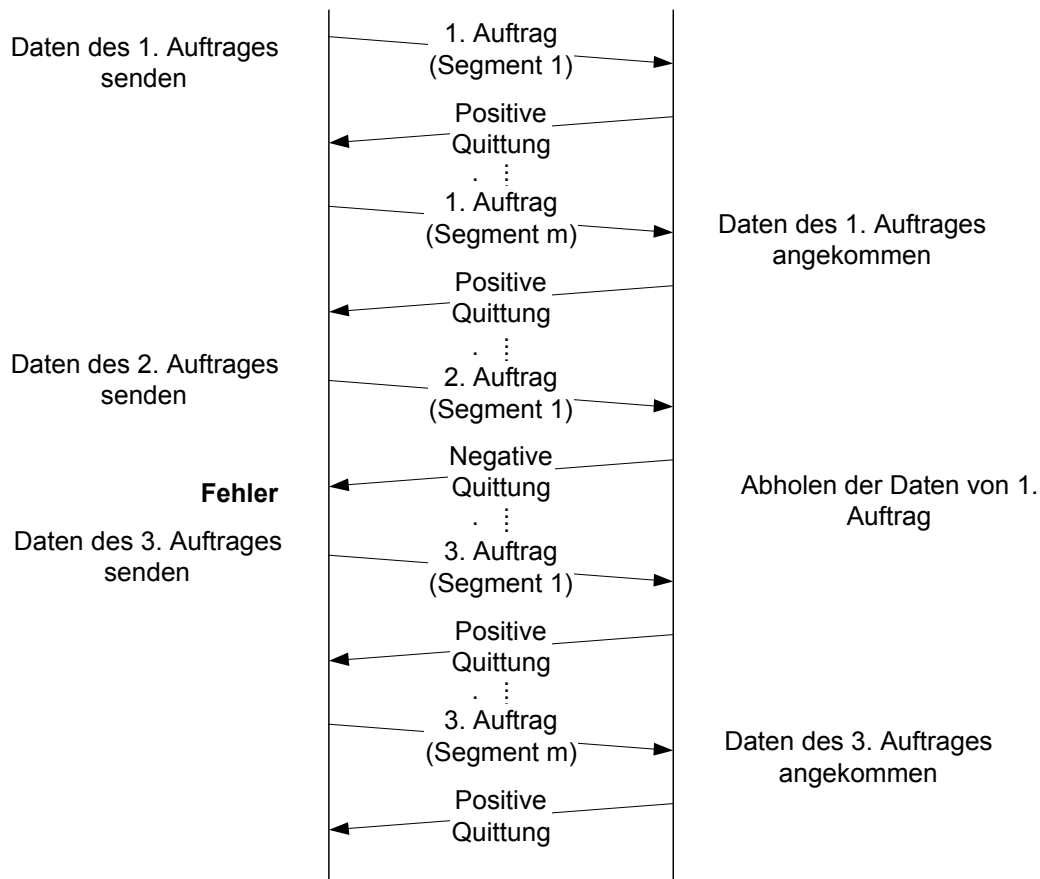 Daten des 1. Auftrages
senden
1. Auftrag
(Segment 1)
Positive
Quittung
1. Auftrag
(Segment m)
Daten des 1. Auftrages
angekommen
Positive
Quittung
Daten des 2. Auftrages
senden
2. Auftrag
(Segment 1)
Negative
Quittung
Fehler
Abholen der Daten von 1.
Auftrag
Daten des 3. Auftrages
senden
3. Auftrag
(Segment 1)
Positive
Quittung
3. Auftrag
(Segment m)
Daten des 3. Auftrages
angekommen
Positive
Quittung